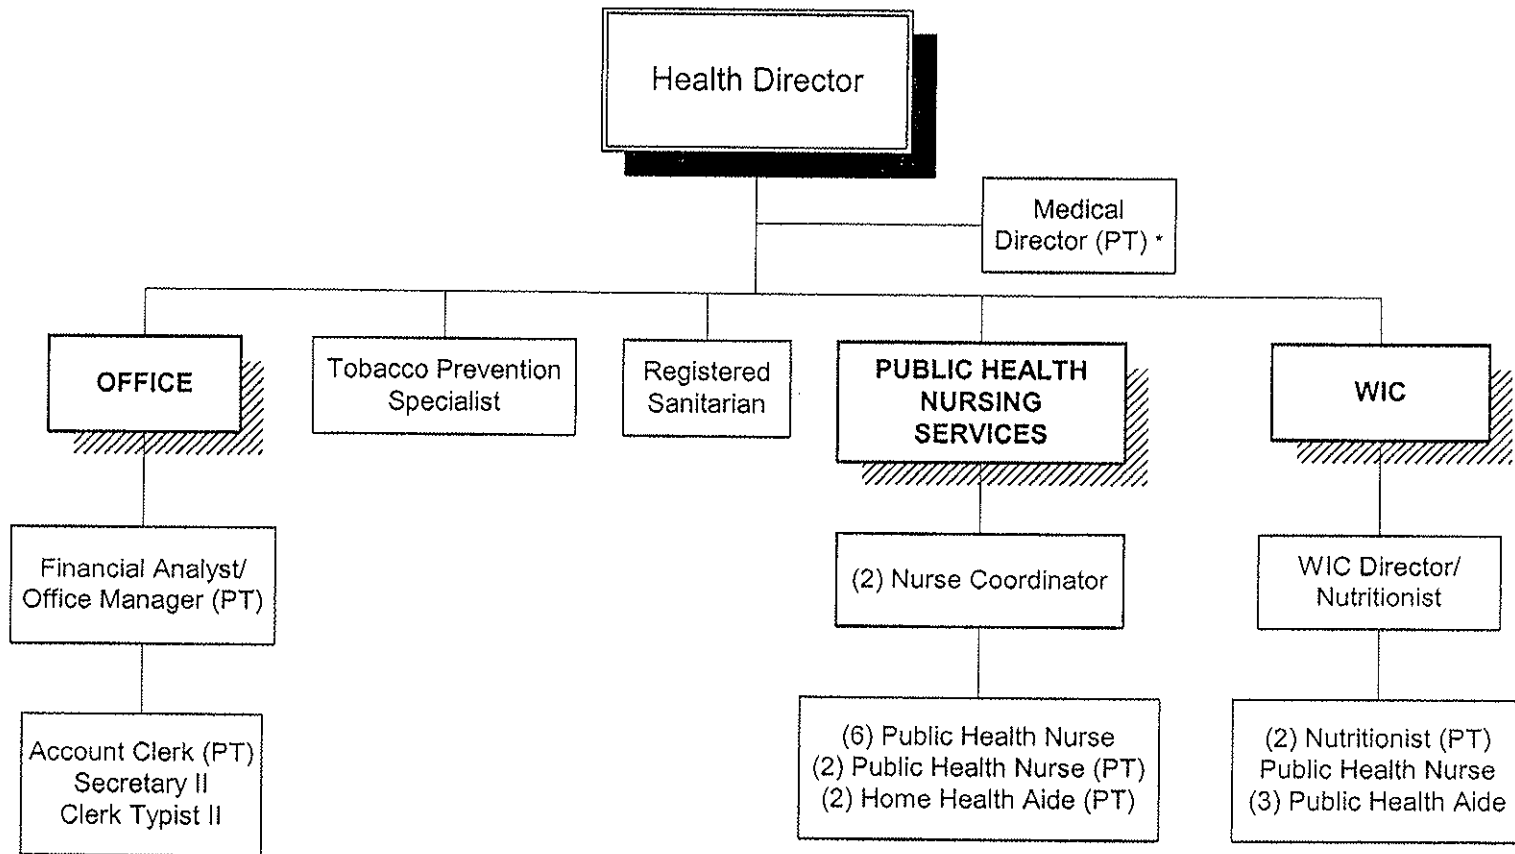 Health Director
Medical
Director (PT) *
OFFICE
Tobacco Prevention
Specialist
Registered
Sanitarian
PUBLIC HEALTH
NURSING
SERVICES
WIC
Financial Analyst/
Office Manager (PT)
(2) Nurse Coordinator
WIC Director/
Nutritionist
Account Clerk (PT)
Secretary II
Clerk Typist II
(6) Public Health Nurse
(2) Public Health Nurse (PT)
(2) Home Health Aide (PT)
(2) Nutritionist (PT)
Public Health Nurse
(3) Public Health Aide